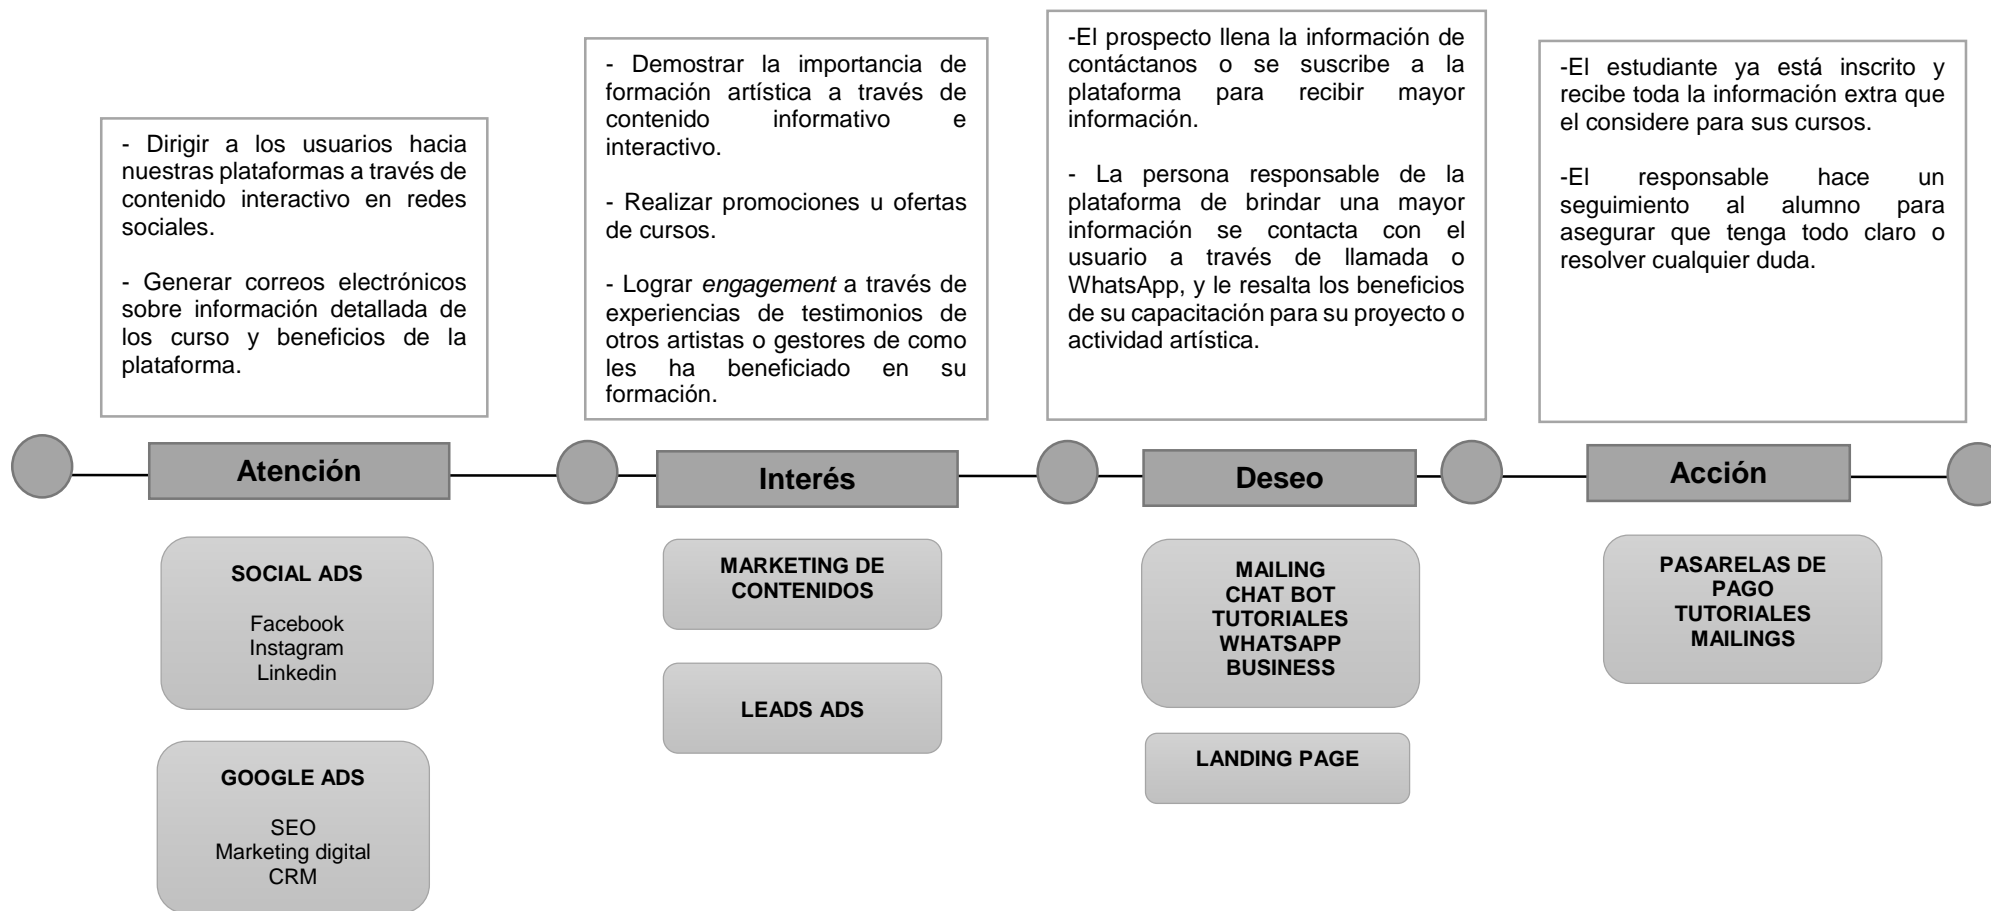 - Dirigir a los usuarios hacia
nuestras plataformas a través de
contenido interactivo en redes
sociales.
- Generar correos electrónicos
sobre información detallada de
los curso y beneficios de la
plataforma.
- Demostrar la importancia de
formación artística a través de
contenido informativo e
interactivo.
- Realizar promociones u ofertas
de cursos.
- Lograr engagement a través de
experiencias de testimonios de
otros artistas o gestores de como
les ha beneficiado en su
formación.
-El prospecto llena la información de
contáctanos o se suscribe a la
plataforma para recibir mayor
información.
- La persona responsable de la
plataforma de brindar una mayor
información se contacta con el
usuario a través de llamada o
WhatsApp, y le resalta los beneficios
de su capacitación para su proyecto o
actividad artística.
-El estudiante ya está inscrito y
recibe toda la información extra que
el considere para sus cursos.
-El responsable hace un
seguimiento al alumno para
asegurar que tenga todo claro o
resolver cualquier duda.
Atención
Interés
Deseo
Acción
SOCIAL ADS
Facebook
Instagram
Linkedin
GOOGLE ADS
SEO
Marketing digital
CRM
MARKETING DE
CONTENIDOS
LEADS ADS
MAILING
CHAT BOT
TUTORIALES
WHATSAPP
BUSINESS
LANDING PAGE
PASARELAS DE
PAGO
TUTORIALES
MAILINGS